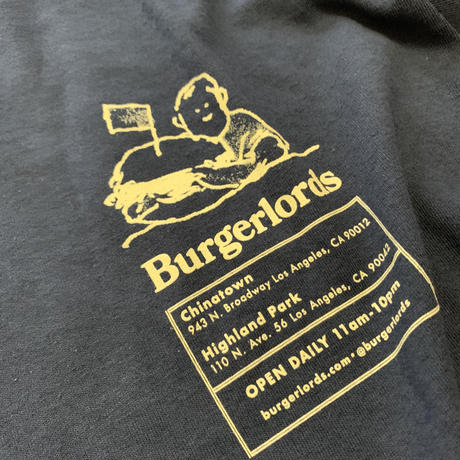 Burgerlords
Chinatown
943 N. Broadway Los Angeles, CA 90012
Highland Park
110 N. Ave. 56 Los Angeles, CA 90042
OPEN DAILY 11am-10pm
burgerlords.com • @burgerlords